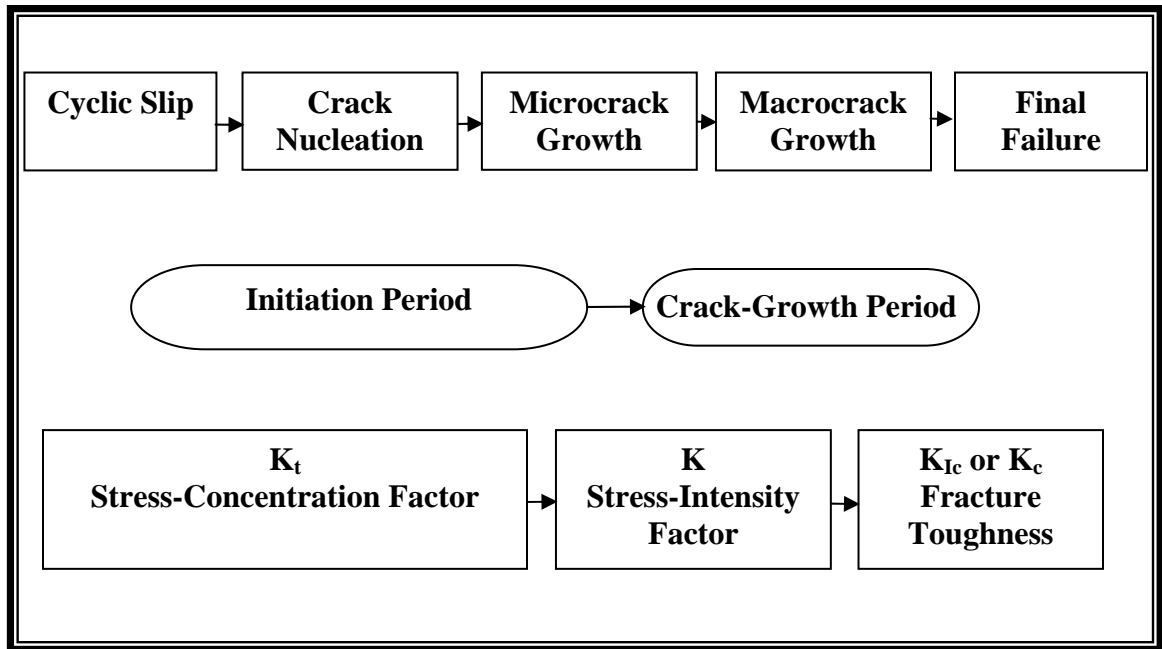 Cyclic Slip
Crack
Nucleation
Microcrack
Growth
Macrocrack
Growth
Final
Failure
Initiation Period
Crack-Growth Period
Kt
Stress-Concentration Factor
K
Stress-Intensity
Factor
KIc or Kc
Fracture
Toughness